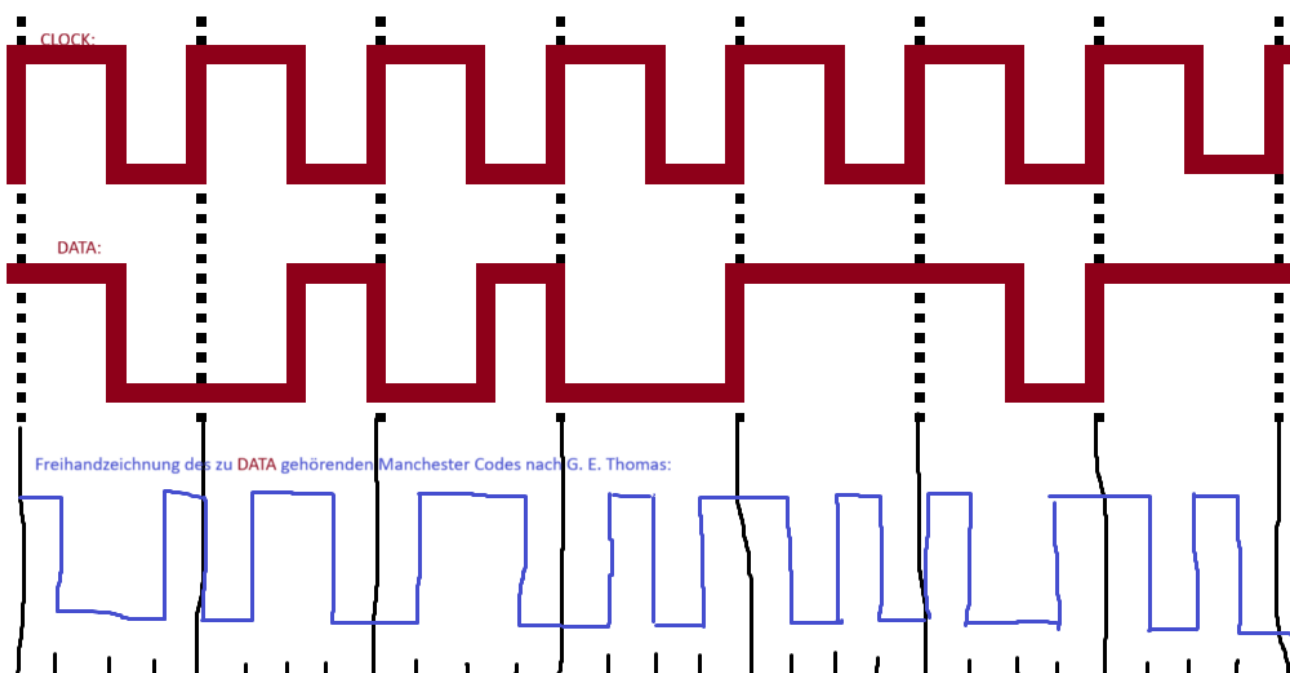 CLOCK:
DATA:
Freihandzeichnung des zu DATA gehörenden Manchester Codes nach G. E. Thomas: